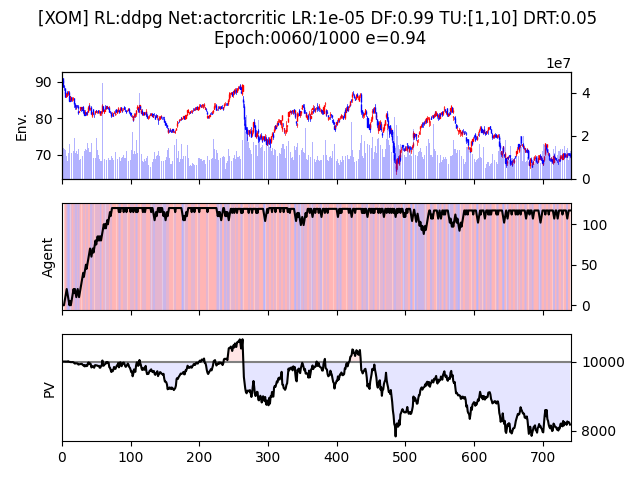 [XOM] RL:ddpg Net:actorcritic LR:1e-05 DF:0.99 TU:[1,10] DRT:0.05
Epoch:0060/1000 e=0.94
1e7
90
80
70
Env.
4
2
0
Agent
100
50
0
PV
10000
8000
0 100 200 300 400 500 600 700